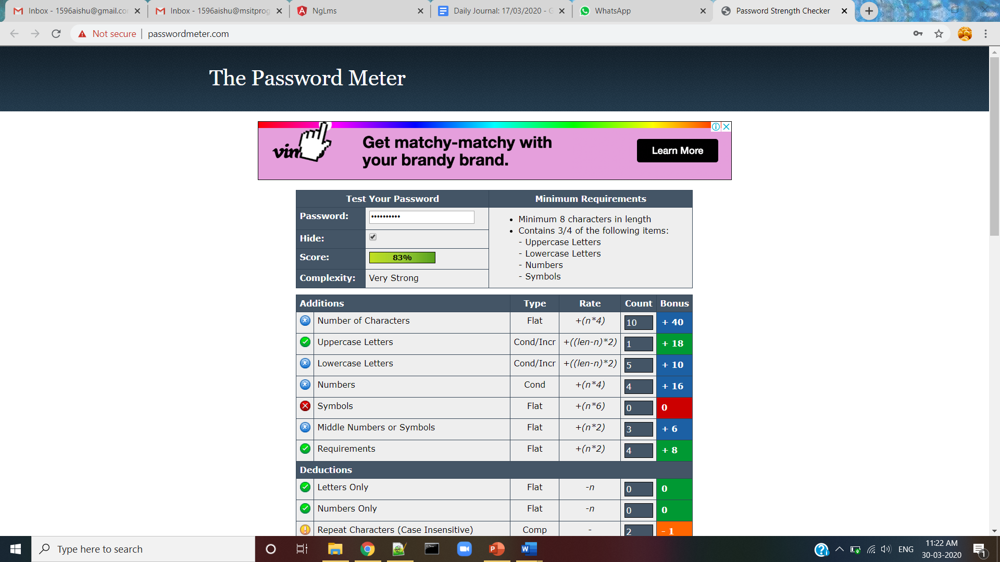 Inbox - 1596aishu@gmail.co
Inbox - 1596aishu@msitprog
NgLms
Daily Journal: 17/03/2020 - G
WhatsApp
Password Strength Checker
Not secure passwordmeter.com
The Password Meter
Get matchy-matchy with
your brandy brand.
Learn More
Test Your Password Minimum Requirements
Password: ••••••••••
Hide:
Score: 83%
Complexity: Very Strong
• Minimum 8 characters in length
• Contains 3/4 of the following items:
- Uppercase Letters
- Lowercase Letters
- Numbers
- Symbols
Additions Type Rate Count Bonus
Number of Characters Flat +(n*4) 10 + 40
Uppercase Letters Cond/Incr +((len-n)*2) 1 + 18
Lowercase Letters Cond/Incr +((len-n)*2) 5 + 10
Numbers Cond +(n*4) 4 + 16
Symbols Flat +(n*6) 0 0
Middle Numbers or Symbols Flat +(n*2) 3 + 6
Requirements Flat +(n*2) 4 + 8
Deductions
Letters Only Flat -n 0 0
Numbers Only Flat -n 0 0
Repeat Characters (Case Insensitive) Comp - 2 - 1
Type here to search
ENG
11:22 AM
30-03-2020
1